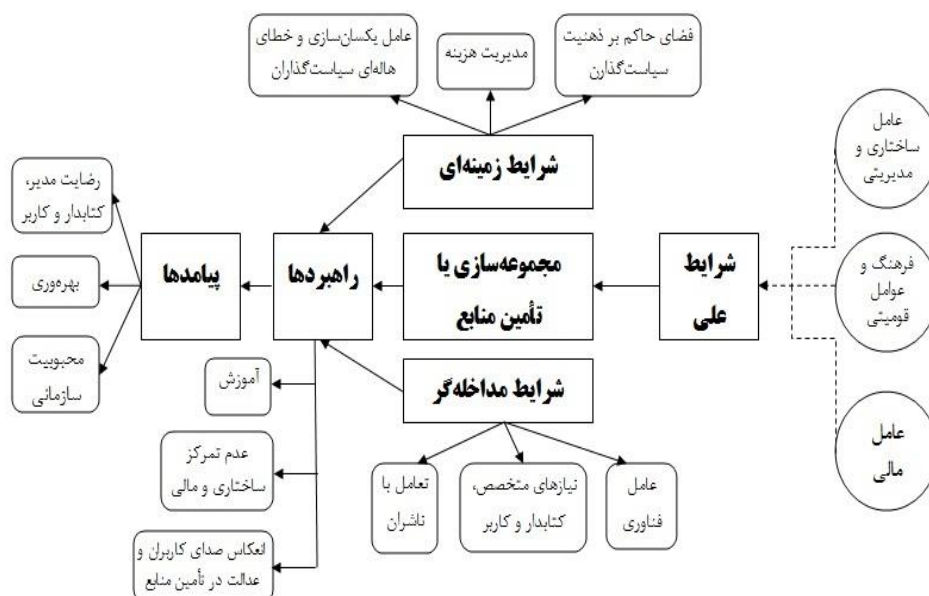 فضای حاکم بر ذهنیت
سیاست‌گذارن
مدیریت هزینه
عامل یکسان‌سازی و خطای
هاله‌ای سیاست‌گذاران
شرایط زمینه‌ای
عامل
ساختاری و
مدیریتی
فرهنگ و
عوامل
قومیتی
عامل
مالی
شرایط
علی
مجموعه‌سازی یا
تأمین منابع
راهبردها
پیامدها
رضایت مدیر،
کتابدار و کاربر
بهره‌وری
محبوبیت
سازمانی
شرایط مداخله‌گر
عامل
فناوری
نیازهای متخصص،
کتابدار و کاربر
تعامل با
ناشران
آموزش
عدم تمرکز
ساختاری و مالی
انعکاس صدای کاربران و
عدالت در تأمین منابع